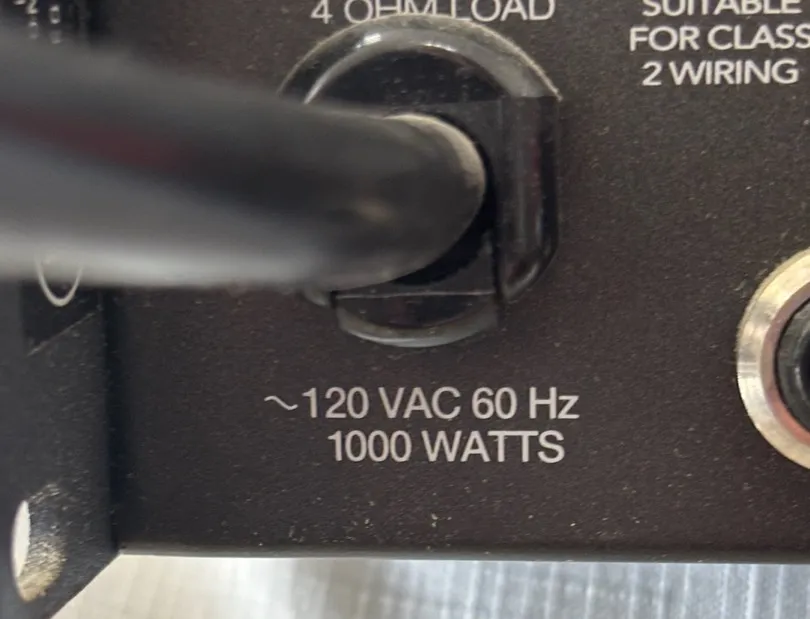 4 OHM LOAD
SUITABLE
FOR CLASS
2 WIRING
~120 VAC 60 Hz
1000 WATTS